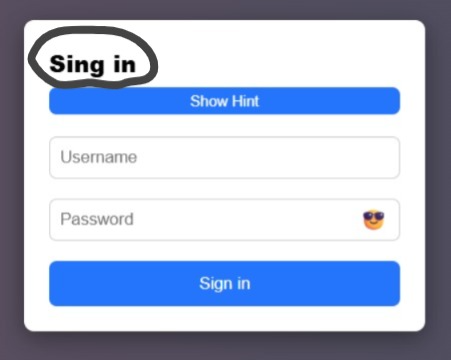 Sing in
Show Hint
Username
Password
Sign in